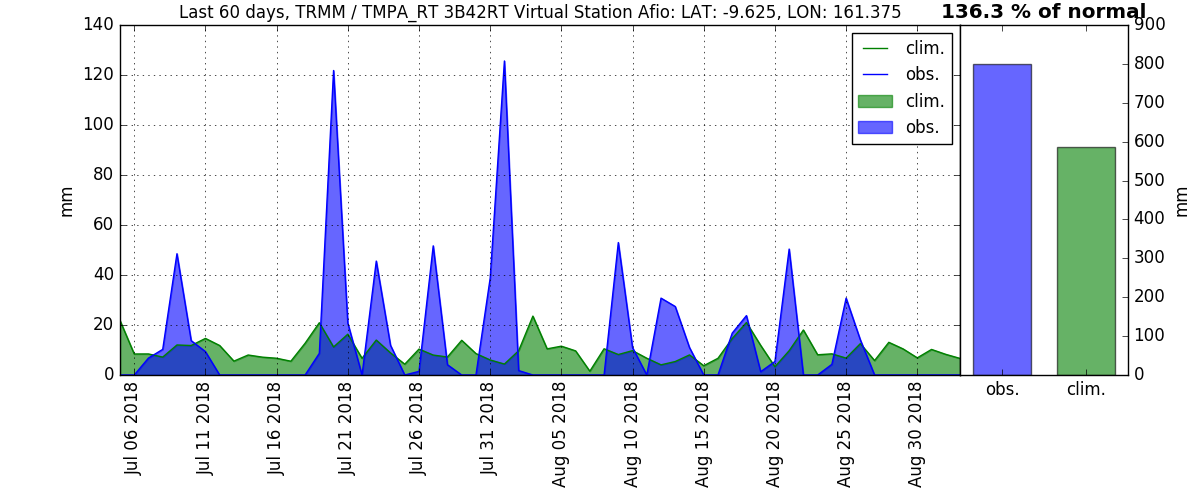 Last 60 days, TRMM / TMPA_RT 3B42RT Virtual Station Afio: LAT: -9.625, LON: 161.375
136.3 % of normal
140
120
100
80
60
40
20
0
mm
clim.
obs.
clim.
obs.
900
800
700
600
500
400
300
200
100
0
mm
Jul 06 2018
Jul 11 2018
Jul 16 2018
Jul 21 2018
Jul 26 2018
Jul 31 2018
Aug 05 2018
Aug 10 2018
Aug 15 2018
Aug 20 2018
Aug 25 2018
Aug 30 2018
obs.
clim.